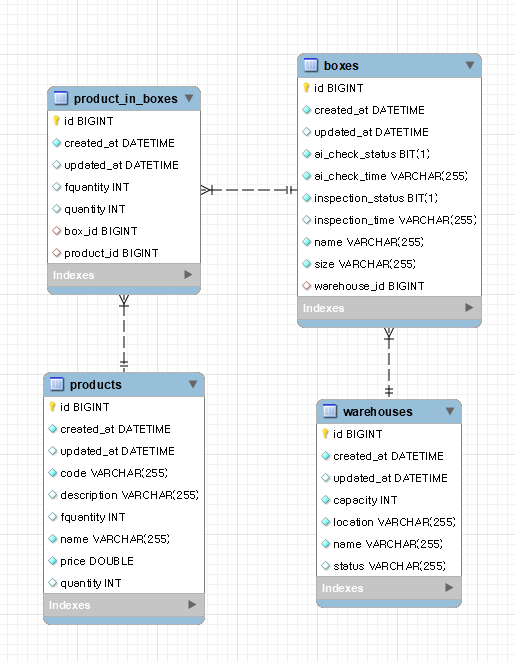 product_in_boxes
id BIGINT
created_at DATETIME
updated_at DATETIME
fquantity INT
quantity INT
box_id BIGINT
product_id BIGINT
Indexes
boxes
id BIGINT
created_at DATETIME
updated_at DATETIME
ai_check_status BIT(1)
ai_check_time VARCHAR(255)
inspection_status BIT(1)
inspection_time VARCHAR(255)
name VARCHAR(255)
size VARCHAR(255)
warehouse_id BIGINT
Indexes
products
id BIGINT
created_at DATETIME
updated_at DATETIME
code VARCHAR(255)
description VARCHAR(255)
fquantity INT
name VARCHAR(255)
price DOUBLE
quantity INT
Indexes
warehouses
id BIGINT
created_at DATETIME
updated_at DATETIME
capacity INT
location VARCHAR(255)
name VARCHAR(255)
status VARCHAR(255)
Indexes